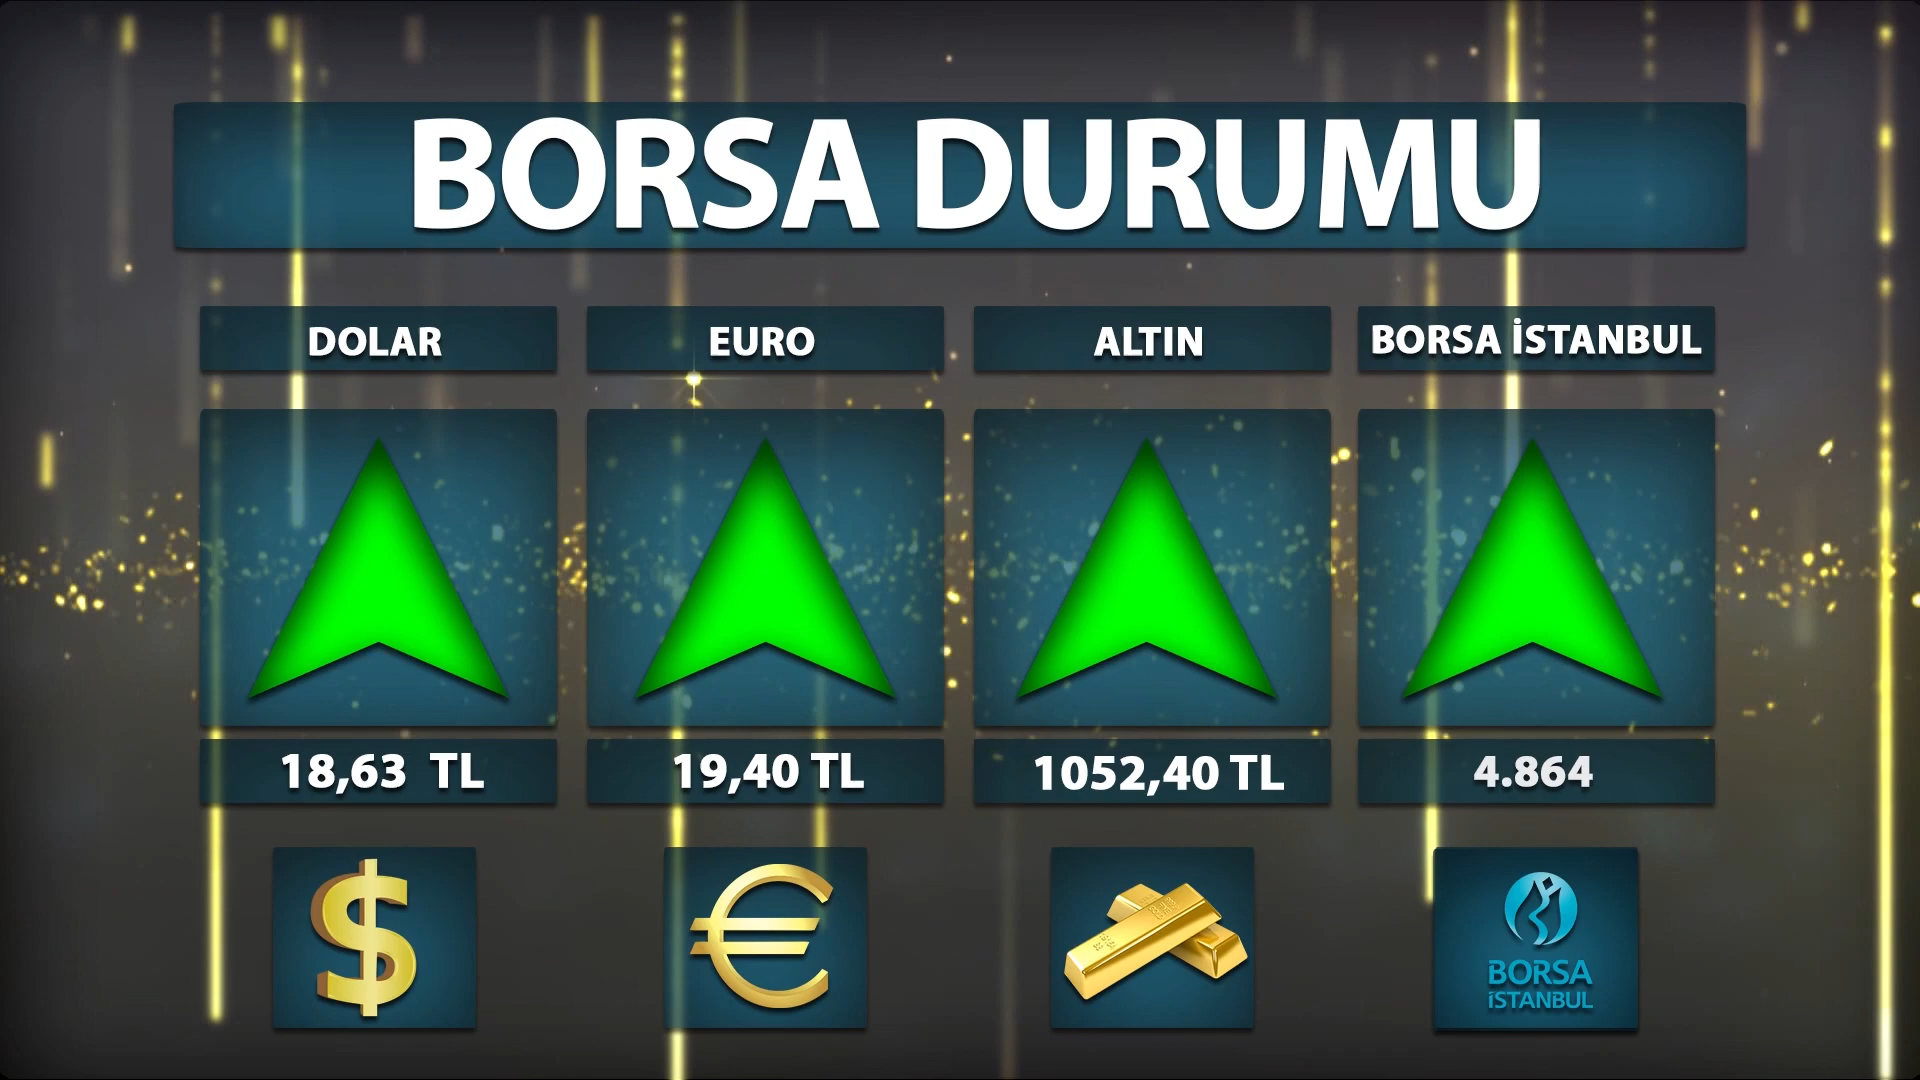 BORSA DURUMU
DOLAR
EURO
ALTIN
BORSA İSTANBUL
18,63 TL
19,40 TL
1052,40 TL
4.864
BORSA
İSTANBUL